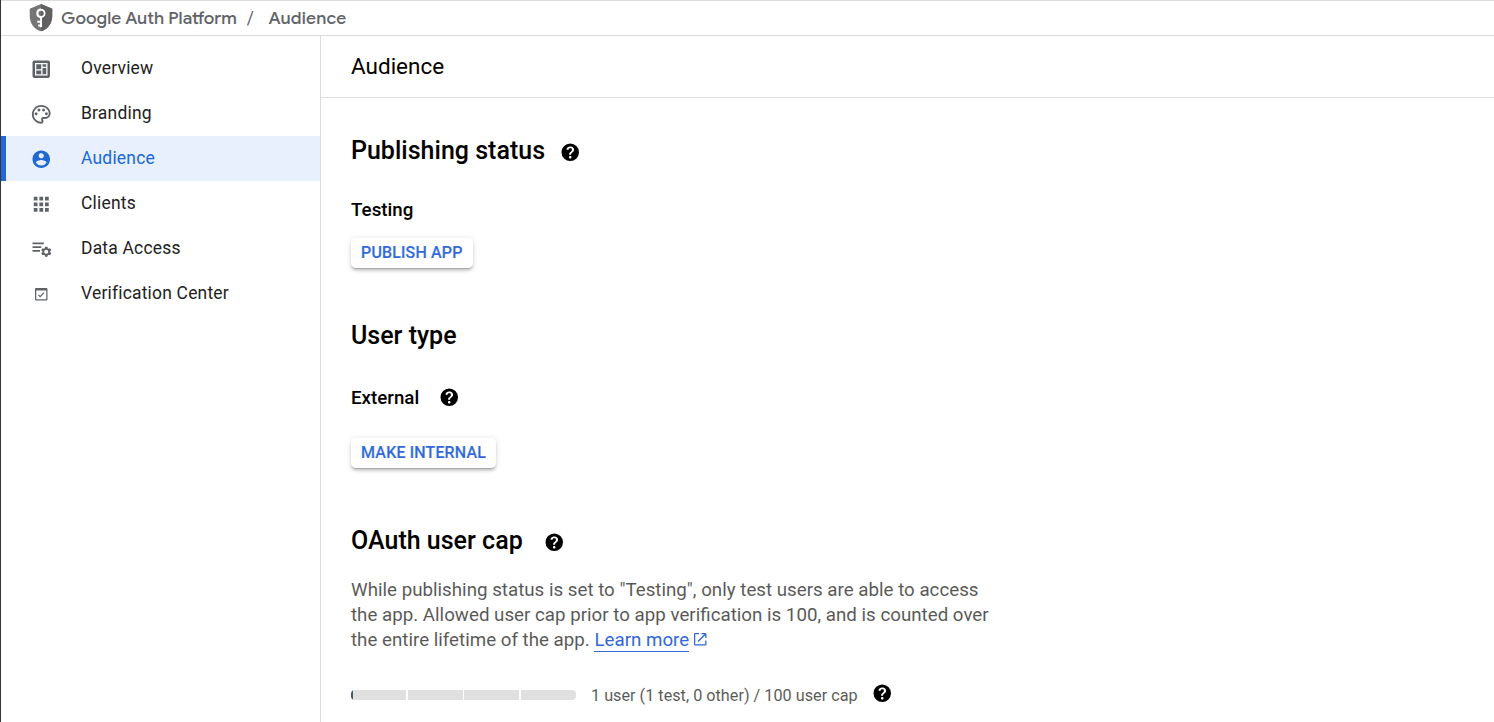 Google Auth Platform / Audience
Overview
Branding
Audience
Clients
Data Access
Verification Center
Audience
Publishing status
Testing
PUBLISH APP
User type
External
MAKE INTERNAL
OAuth user cap
While publishing status is set to "Testing", only test users are able to access
the app. Allowed user cap prior to app verification is 100, and is counted over
the entire lifetime of the app. Learn more
1 user (1 test, 0 other) / 100 user cap